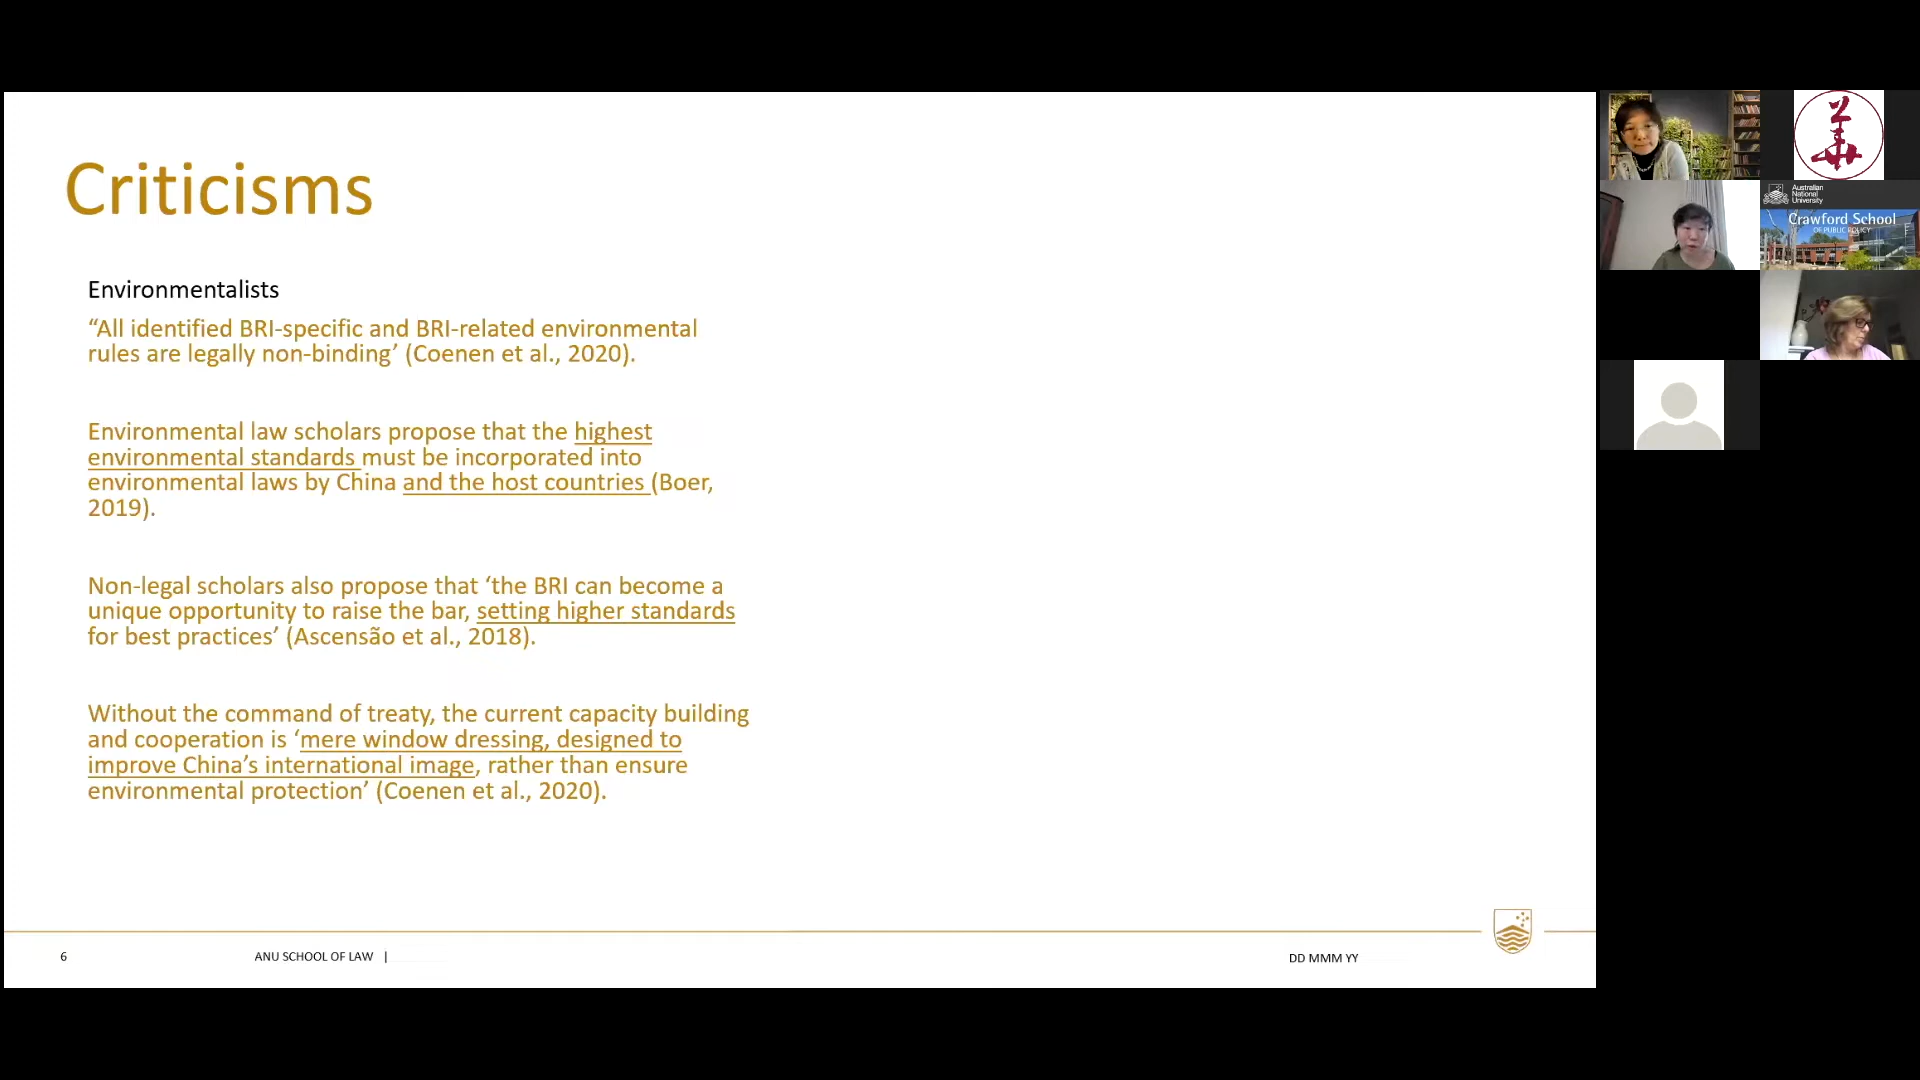 Criticisms
Environmentalists
“All identified BRI-specific and BRI-related environmental
rules are legally non-binding’ (Coenen et al., 2020).
Environmental law scholars propose that the highest
environmental standards must be incorporated into
environmental laws by China and the host countries (Boer,
2019).
Non-legal scholars also propose that ‘the BRI can become a
unique opportunity to raise the bar, setting higher standards
for best practices’ (Ascensão et al., 2018).
Without the command of treaty, the current capacity building
and cooperation is ‘mere window dressing, designed to
improve China’s international image, rather than ensure
environmental protection’ (Coenen et al., 2020).
6
ANU SCHOOL OF LAW |
DD MMM YY
華
Australian
National
University
Crawford School
OF PUBLIC POLICY